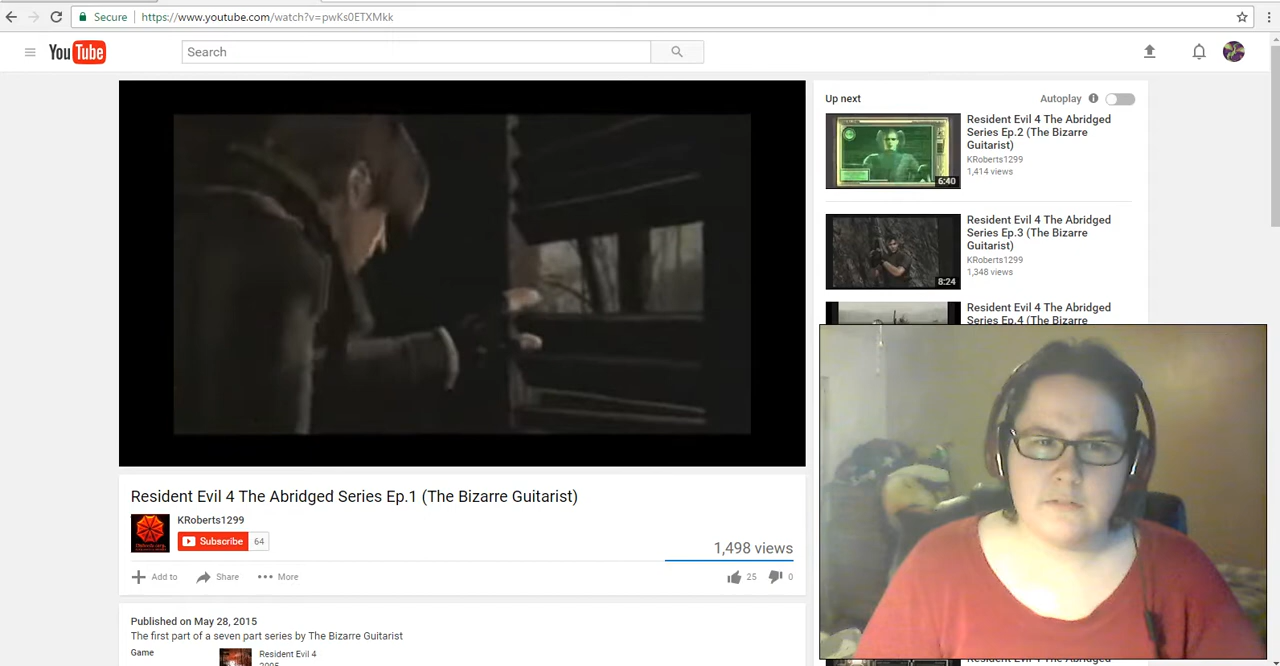 Secure https://www.youtube.com/watch?v=pwKs0ETXMkk
YouTube
Search
Up next
Autoplay
Resident Evil 4 The Abridged
Series Ep.2 (The Bizarre
Guitarist)
KRoberts1299
1,414 views
6:40
Resident Evil 4 The Abridged
Series Ep.3 (The Bizarre
Guitarist)
KRoberts1299
1,348 views
8:24
Resident Evil 4 The Abridged
Series Ep.4 (The Bizarre
Resident Evil 4 The Abridged Series Ep.1 (The Bizarre Guitarist)
KRoberts1299
Subscribe 64
1,498 views
Add to Share More
25 0
Published on May 28, 2015
The first part of a seven part series by The Bizarre Guitarist
Game
Resident Evil 4
2005